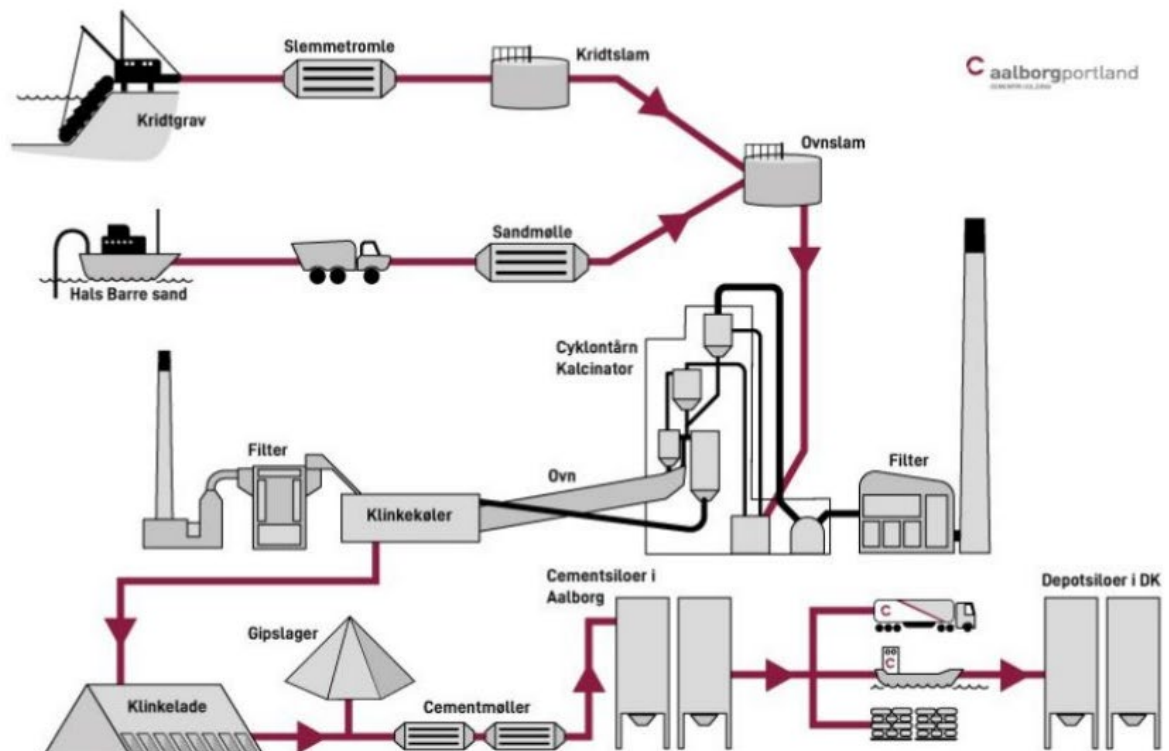 Slemmetromle
Kridtslam
aalborgportland
Kridtgrav
Ovnslam
Sandmølle
Hals Barre sand
Cyklontårn
Kalcinator
Filter
Ovn
Filter
Klinkekøler
Cementsiloer i
Aalborg
Depotsiloer i DK
Gipslager
Klinkelade
Cementmøller